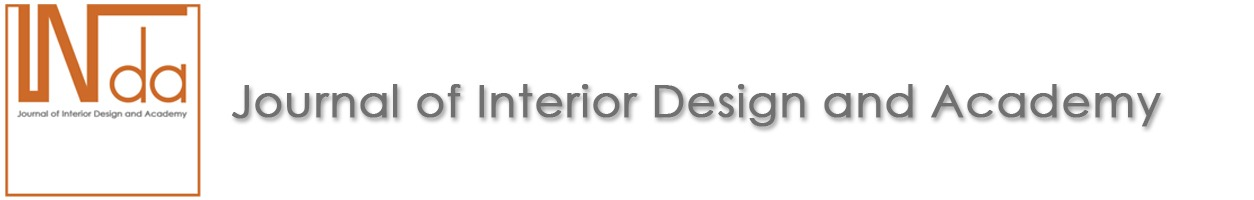 INda
Journal of Interior Design and Academy
Journal of Interior Design and Academy